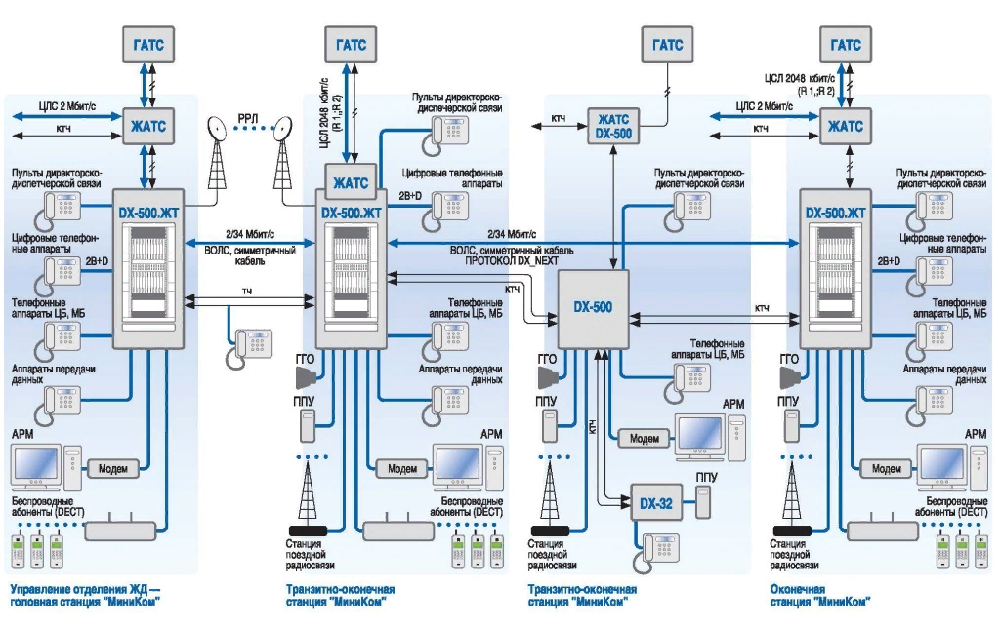 ГАТС
ЦЛС 2 Мбит/с
КТЧ
ЖАТС
Пульты директорско-
диспетчерской связи
DX-500.ЖТ
Цифровые телефон-
ные аппараты
2B+D
Телефонные
аппараты ЦБ, МБ
Аппараты передачи
данных
АРМ
Модем
Беспроводные
абоненты (DECT)
Управление отделения ЖД —
головная станция "МиниКом"
РРЛ
2/34 Мбит/с
ВОЛС, симметричный
кабель
ТЧ
ГАТС
ЦСЛ 2048 кбит/с
(R 1,;R 2)
ЖАТС
DX-500.ЖТ
Пульты директорско-
диспечерской связи
Цифровые телефонные
аппараты
2B+D
Телефонные
аппараты ЦБ, МБ
Аппараты передачи
данных
ГГО
ППУ
АРМ
Модем
Беспроводные
абоненты (DECT)
Станция
поездной
радиосвязи
Транзитно-оконечная
станция "МиниКом"
2/34 Мбит/с
ВОЛС, симметричный кабель
ПРОТОКОЛ DX_NEXT
КТЧ
ГАТС
КТЧ
ЖАТС
DX-500
Пульты директорско-
диспетчерской связи
DX-500
КТЧ
ГГО
ППУ
КТЧ
Телефонные
аппараты ЦБ, МБ
АРМ
Модем
ППУ
DX-32
Станция
поездной
радиосвязи
Транзитно-оконечная
станция "МиниКом"
ГАТС
ЦСЛ 2048 кбит/с
(R 1,;R 2)
ЦЛС 2 Мбит/с
КТЧ
ЖАТС
Пульты директорско-
диспетчерской связи
DX-500.ЖТ
Цифровые телефон-
ные аппараты
2B+D
Телефонные
аппараты ЦБ, МБ
Аппараты передачи
данных
ГГО
ППУ
АРМ
Модем
Беспроводные
абоненты (DECT)
Станция
поездной
радиосвязи
Оконечная
станция "МиниКом"